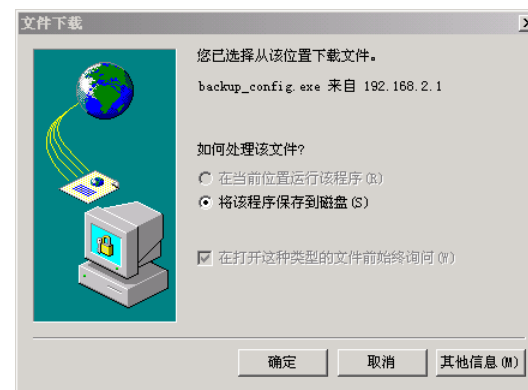 文件下载
您已选择从该位置下载文件。
backup_config.exe 来自 192.168.2.1
如何处理该文件?
在当前位置运行该程序(R)
将该程序保存到磁盘(S)
在打开这种类型的文件前始终询问(W)
确定 取消 其他信息(M)